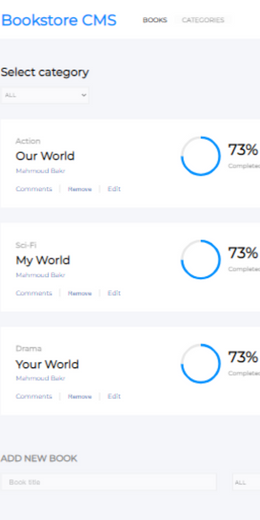 Bookstore CMS BOOKS CATEGORIES
Select category
ALL
Action
Our World
Mahmoud Bakr
73%
Completed
Comments Remove Edit
Sci-Fi
My World
Mahmoud Bakr
73%
Completed
Comments Remove Edit
Drama
Your World
Mahmoud Bakr
73%
Completed
Comments Remove Edit
ADD NEW BOOK
Book title ALL